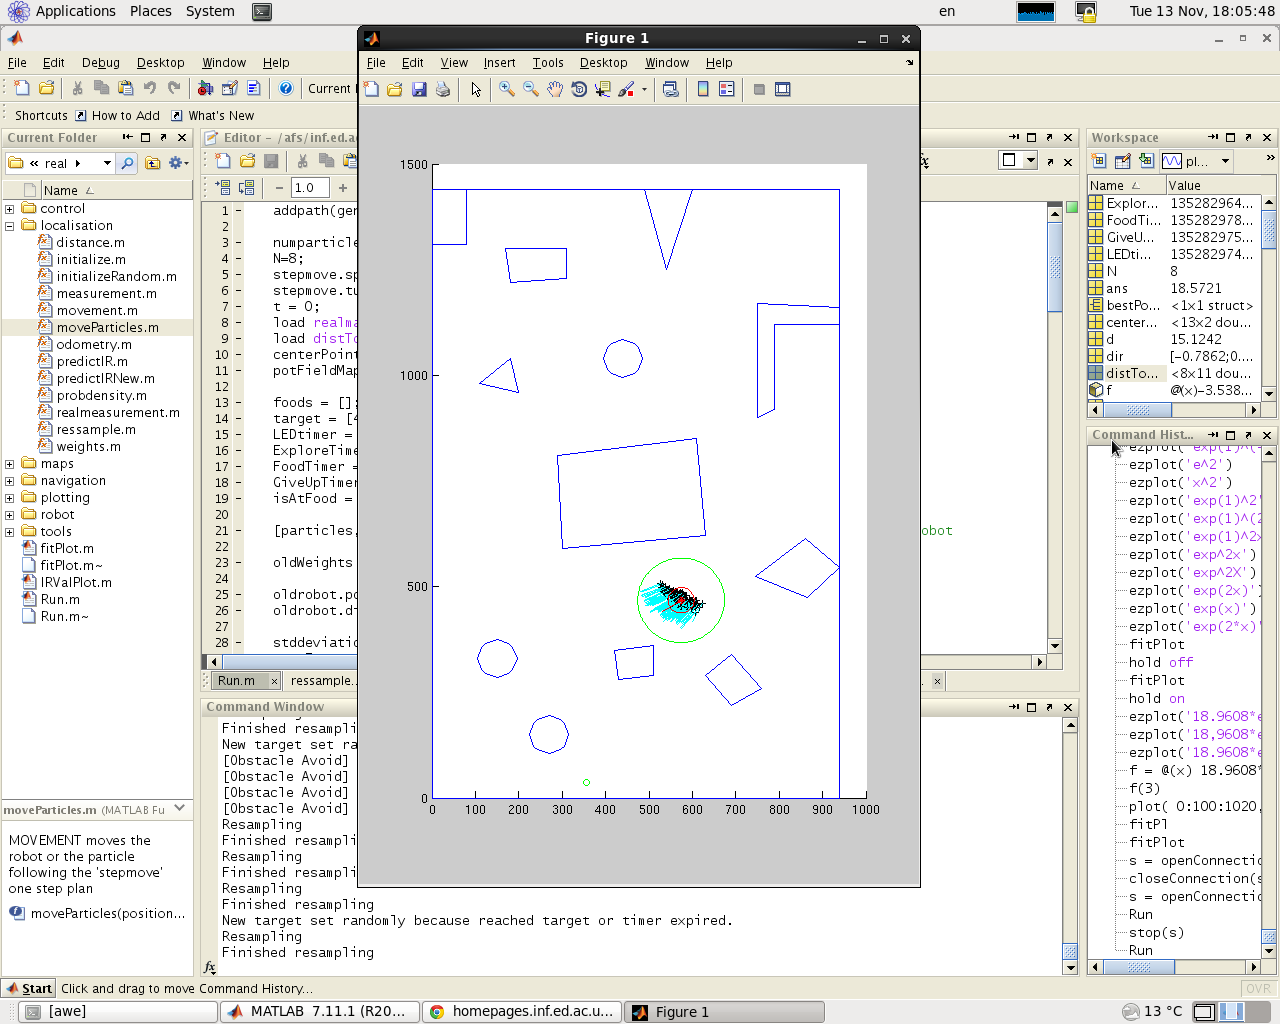 Applications Places System
en
Tue 13 Nov, 18:05:48
Figure 1
File Edit Debug Desktop Window Help
File Edit View Insert Tools Desktop Window Help
Shortcuts How to Add What's New
Current Folder
« real
Name
control
localisation
distance.m
initialize.m
initializeRandom.m
measurement.m
movement.m
moveParticles.m
odometry.m
predictIR.m
predictIRNew.m
probdensity.m
realmeasurement.m
ressample.m
weights.m
maps
navigation
plotting
robot
tools
fitPlot.m
fitPlot.m~
IRValPlot.m
Run.m
Run.m~
moveParticles.m (MATLAB Fu
MOVEMENT moves the
robot or the particle
following the 'stepmove'
one step plan
moveParticles(position...
Editor - /afs/inf.ed.a
1.0
1 addpath(ge
2
3 numparticle
4 N=8;
5 stepmove.sp
6 stepmove.tu
7 t = 0;
8 load realma
9 load distTo
10 centerPoint
11 potFieldMap
12
13 foods = [];
14 target = [4
15 LEDtimer =
16 ExploreTime
17 FoodTimer =
18 GiveUpTimer
19 isAtFood =
20
21 [particles, obot
22
23 oldWeights
24
25 oldrobot.po
26 oldrobot.di
27
28 stddeviatio
Run.m ressample.
Command Window
Finished resampli
New target set ra
[Obstacle Avoid]
[Obstacle Avoid]
[Obstacle Avoid]
[Obstacle Avoid]
Resampling
Finished resampli
Resampling
Finished resampli
Resampling
Finished resampling
New target set randomly because reached target or timer expired.
Resampling
Finished resampling
fx
1500
1000
500
0
0 100 200 300 400 500 600 700 800 900 1000
Workspace
pl...
Name Value
Explor... 135282964...
FoodTi... 135282978...
GiveU... 135282975...
LEDti... 135282974...
N 8
ans 18.5721
bestPo... <1x1 struct>
center... <13x2 dou...
d 15.1242
dir [-0.7862;0....
distTo... <8x11 dou...
f @(x)-3.538...
Command Hist...
ezplot('exp(1)^(-
ezplot('e^2')
ezplot('x^2')
ezplot('exp(1)^2'
ezplot('exp(1)^(2
ezplot('exp(1)^2x
ezplot('exp^2x')
ezplot('exp^2X')
ezplot('exp(2x)')
ezplot('exp(x)')
ezplot('exp(2*x)'
fitPlot
hold off
fitPlot
hold on
ezplot('18.9608*e
ezplot('18,9608*e
ezplot('18.9608*e
f = @(x) 18.9608*
f(3)
plot( 0:100:1020,
fitPl
fitPlot
s = openConnectio
closeConnection(s
s = openConnectio
Run
stop(s)
Run
Start Click and drag to move Command History...
OVR
[awe]
MATLAB 7.11.1 (R20...
homepages.inf.ed.ac.u...
Figure 1
13 °C